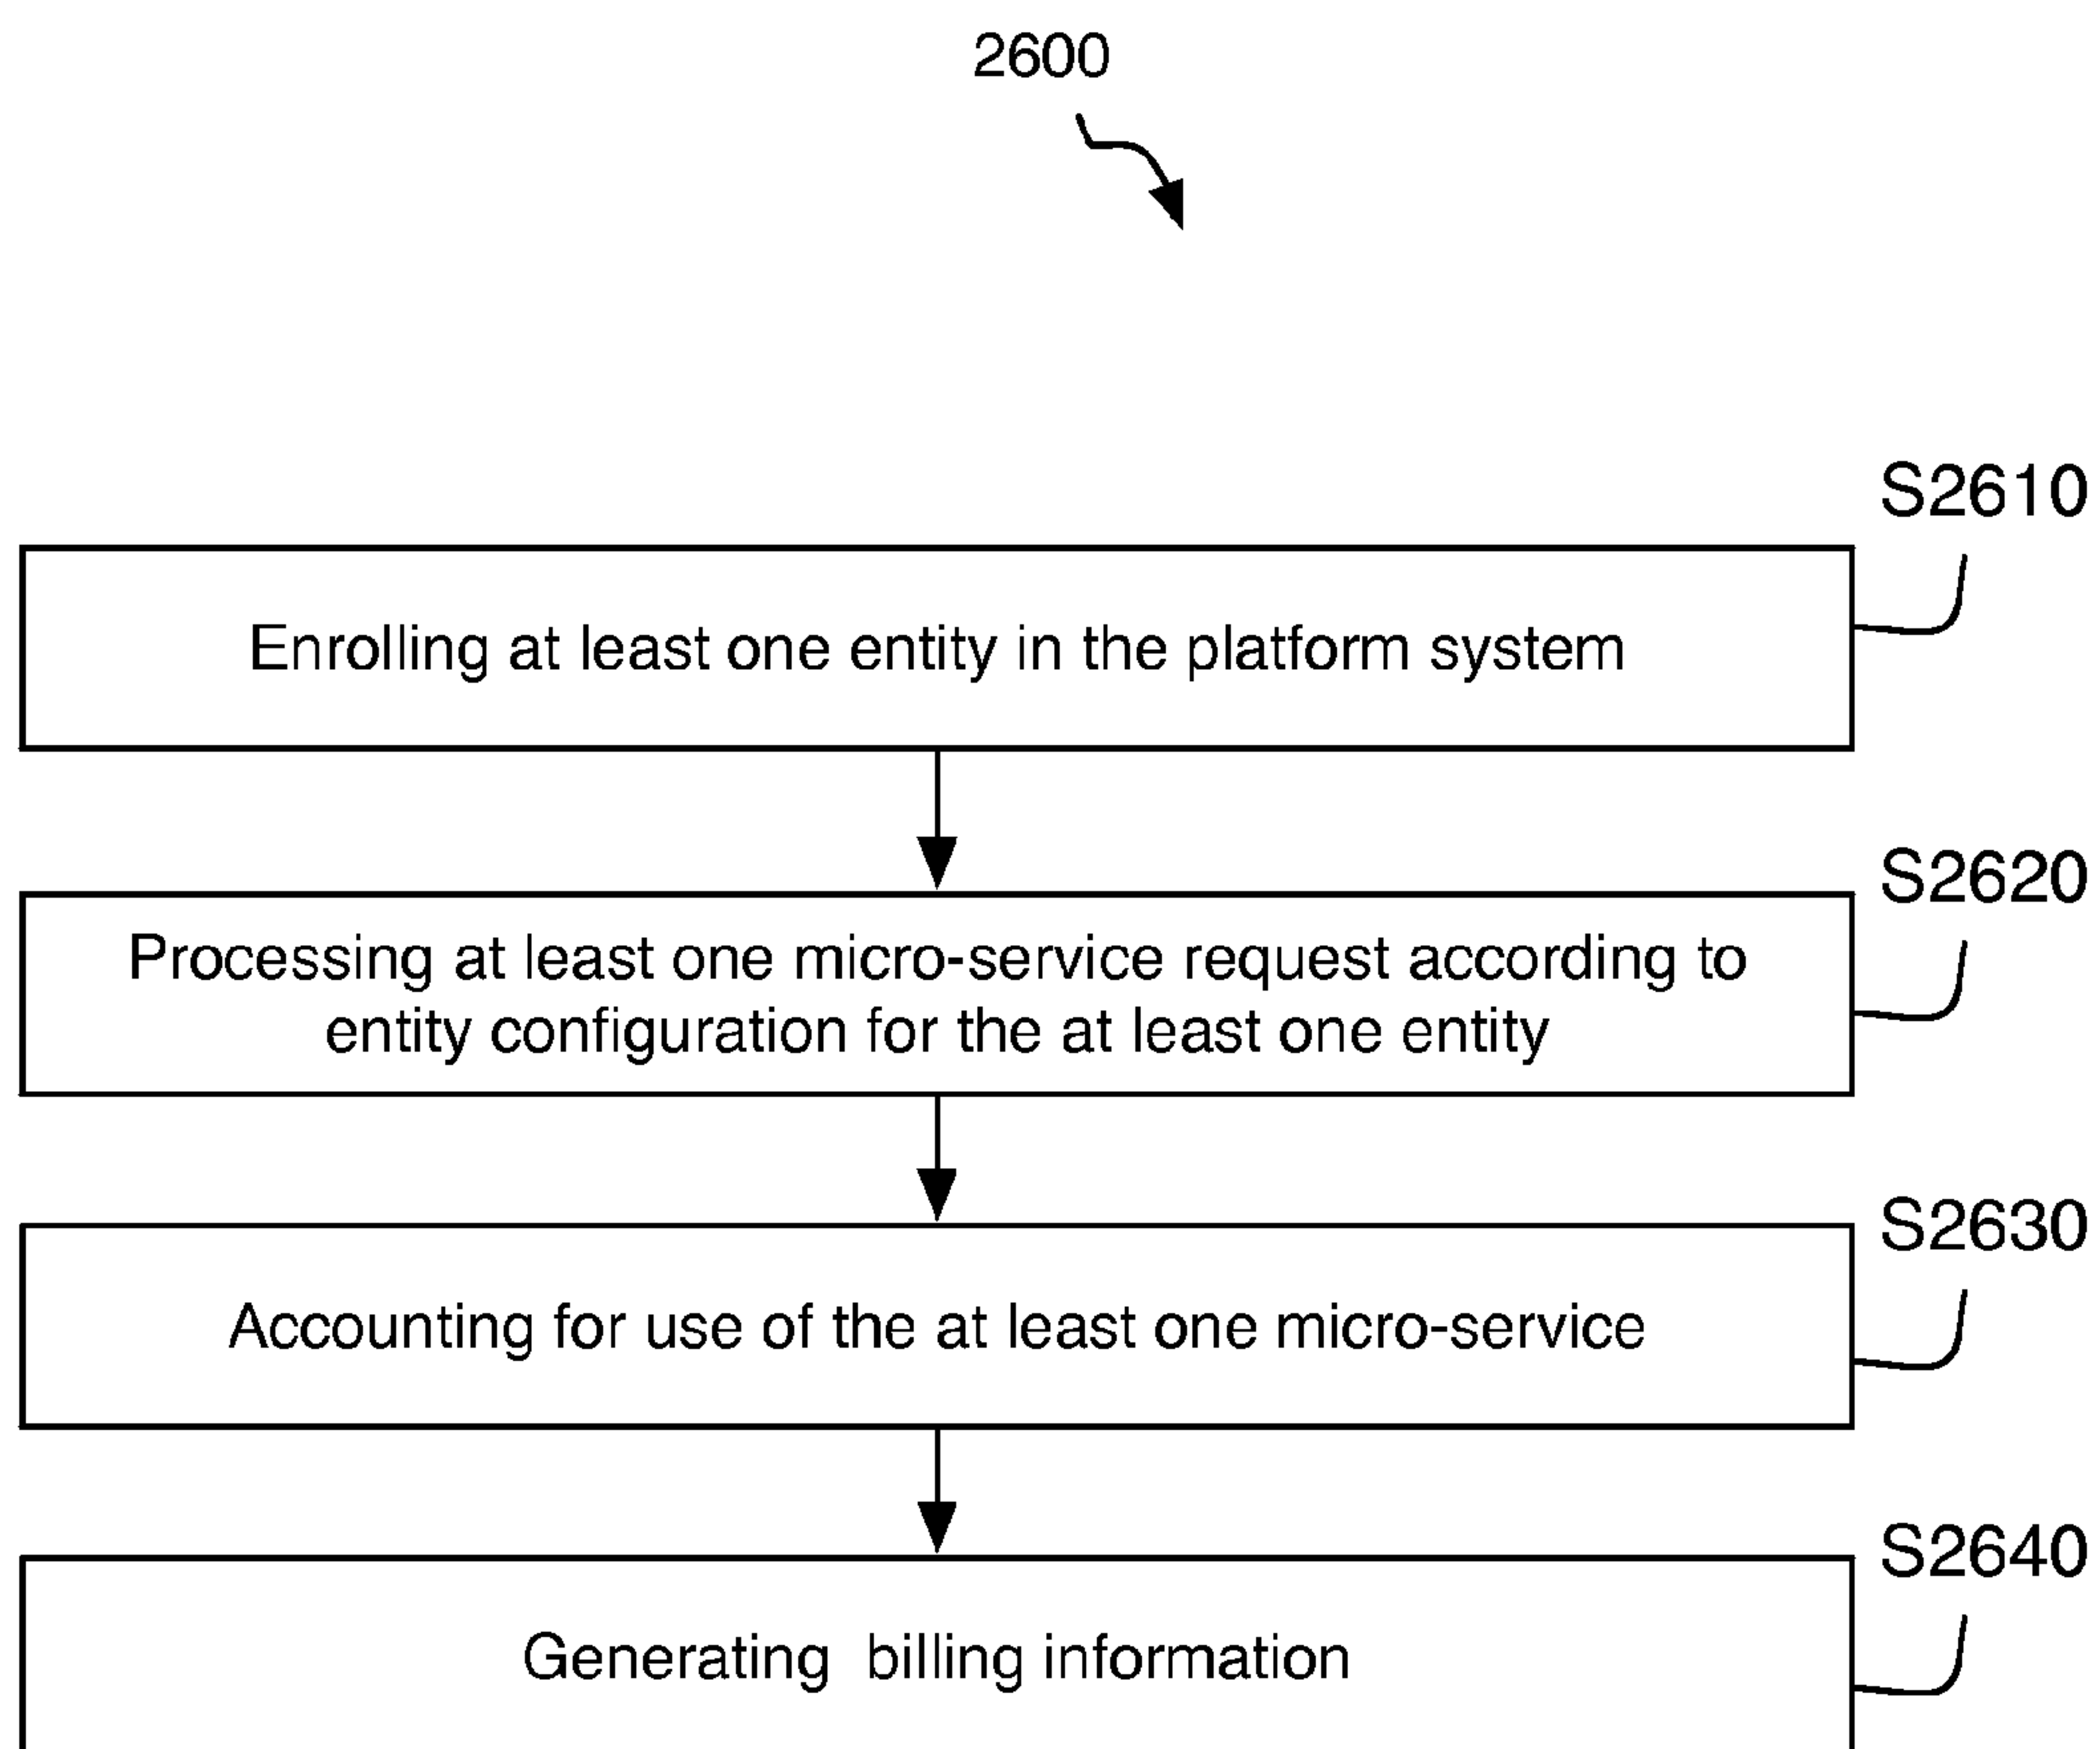 2600
S2610
Enrolling at least one entity in the platform system
S2620
Processing at least one micro-service request according to
entity configuration for the at least one entity
S2630
Accounting for use of the at least one micro-service
S2640
Generating billing information